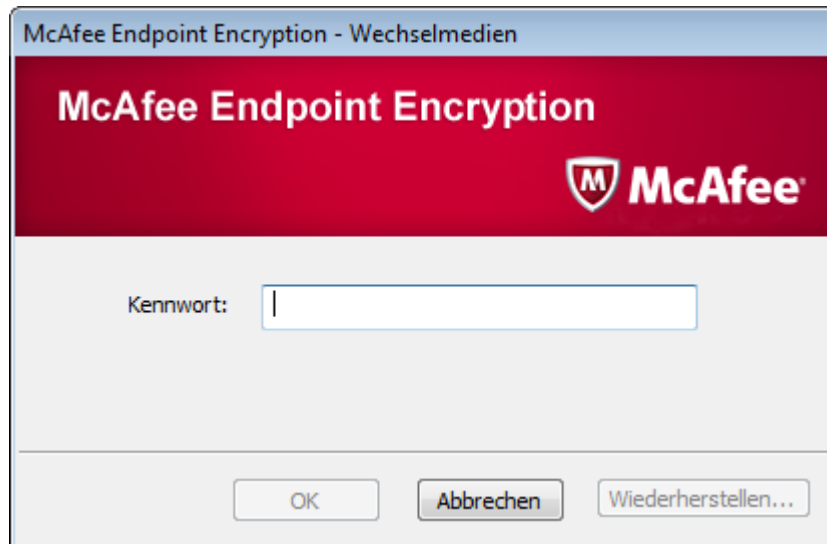 McAfee Endpoint Encryption - Wechselmedien
McAfee Endpoint Encryption
M McAfee®
Kennwort:
OK Abbrechen Wiederherstellen...